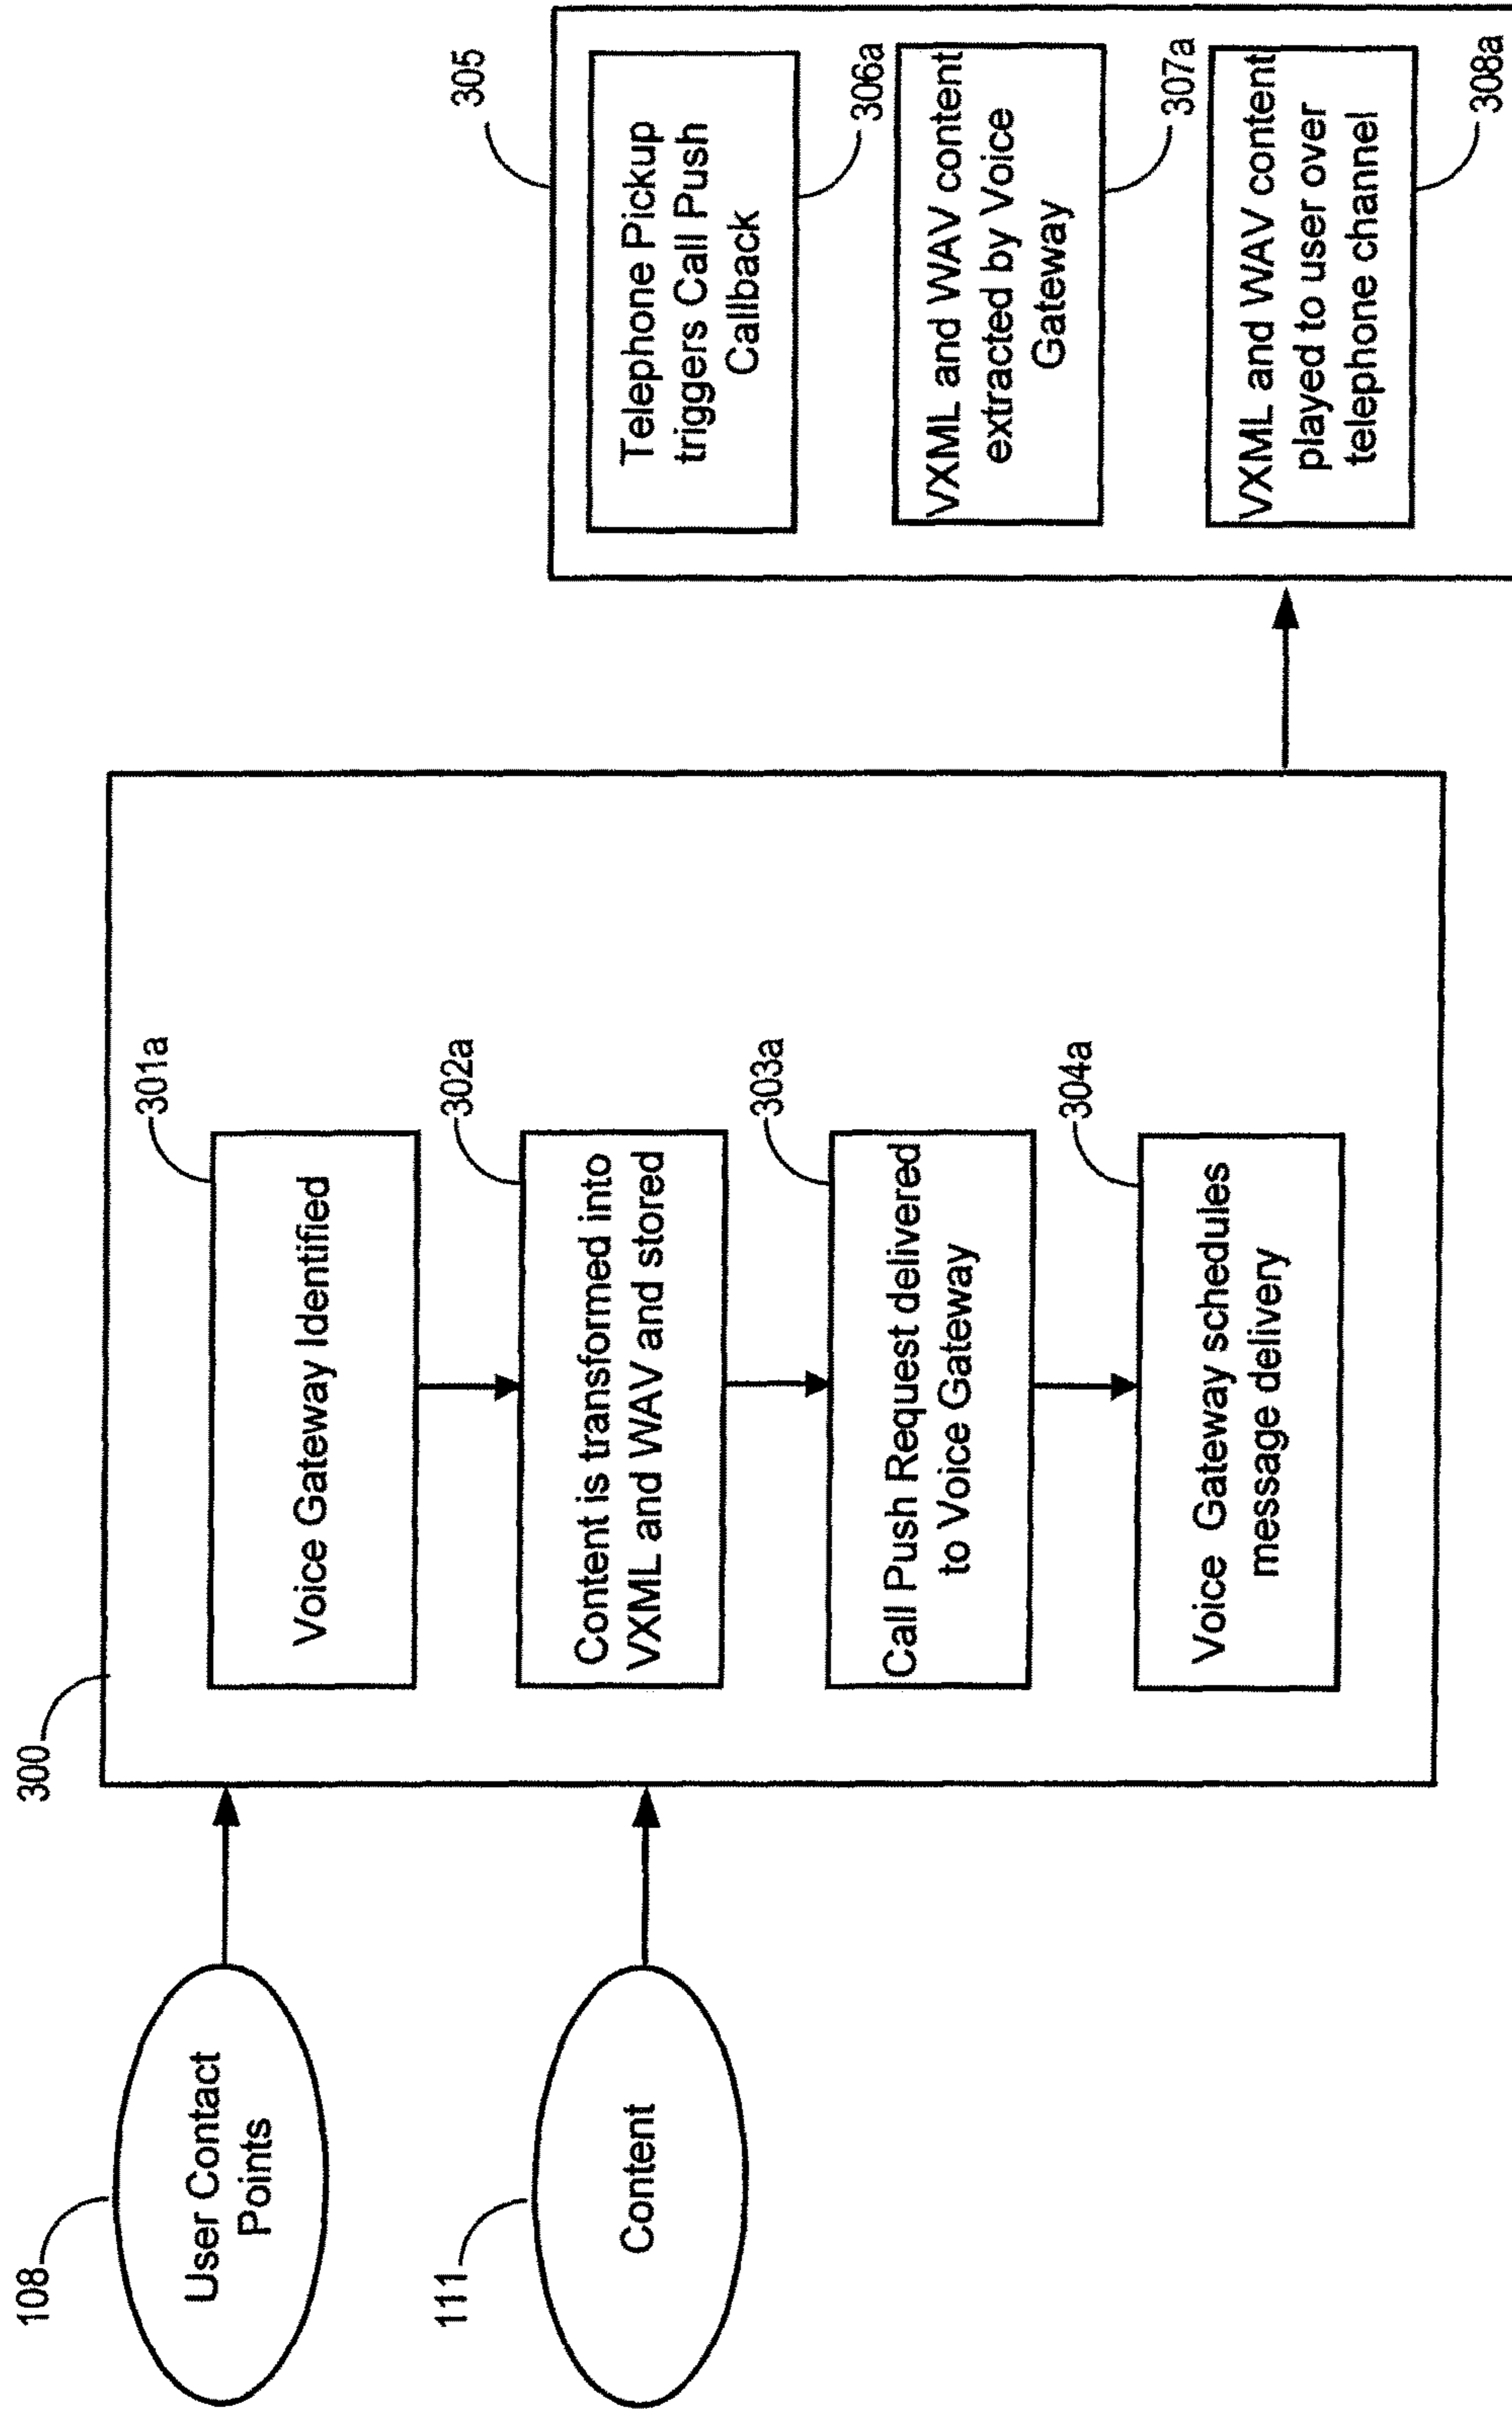 108
User Contact
Points
111
Content
300
301a
Voice Gateway Identified
302a
Content is transformed into
VXML and WAV and stored
303a
Call Push Request delivered
to Voice Gateway
304a
Voice Gateway schedules
message delivery
305
Telephone Pickup
triggers Call Push
Callback
306a
VXML and WAV content
extracted by Voice
Gateway
307a
VXML and WAV content
played to user over
telephone channel
308a